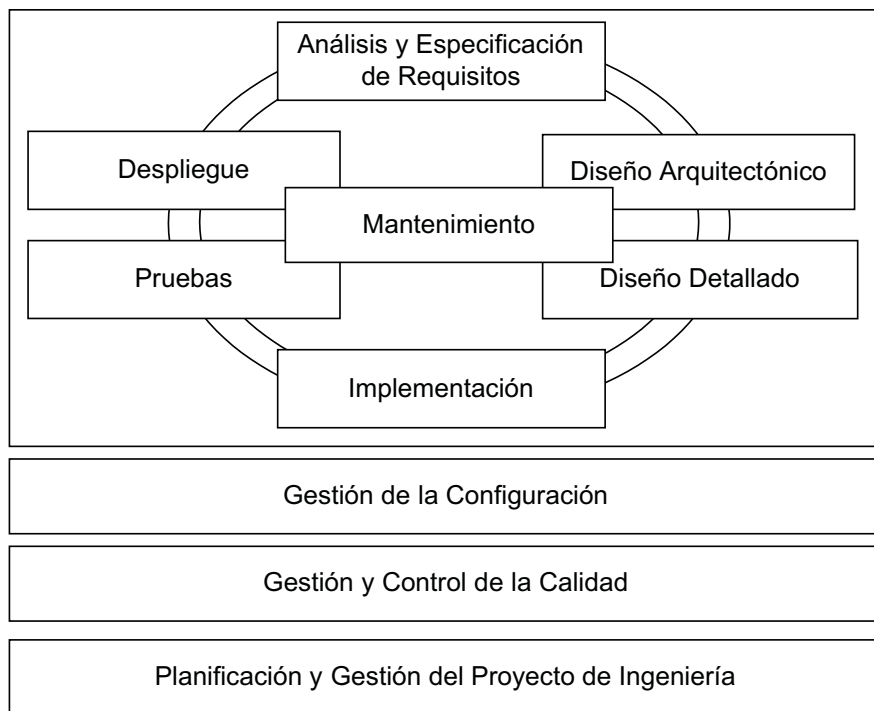 Análisis y Especificación
de Requisitos
Despliegue
Diseño Arquitectónico
Mantenimiento
Pruebas
Diseño Detallado
Implementación
Gestión de la Configuración
Gestión y Control de la Calidad
Planificación y Gestión del Proyecto de Ingeniería